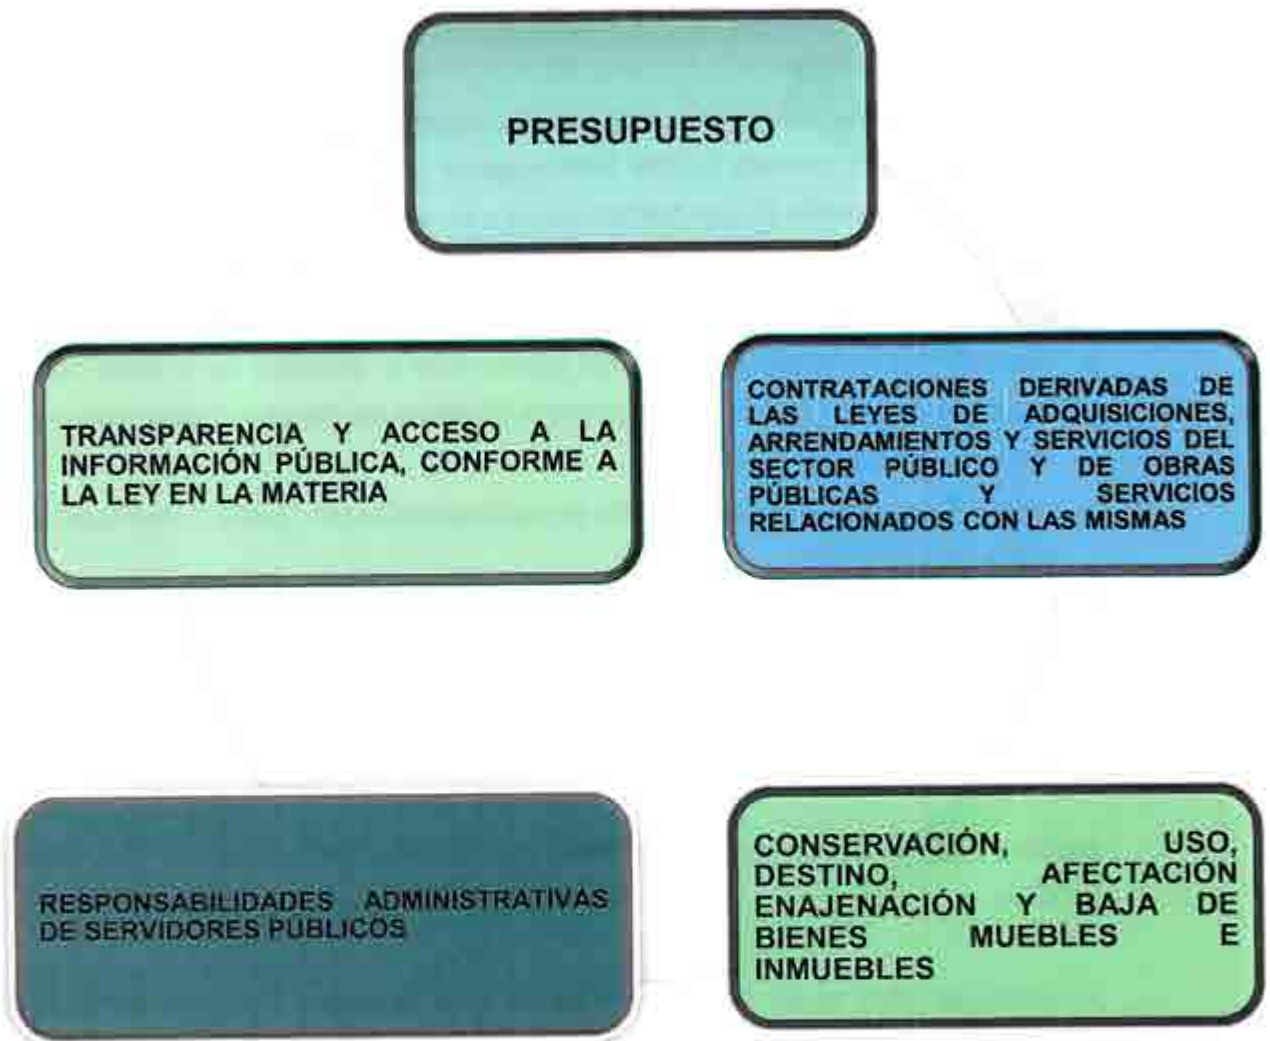 PRESUPUESTO
TRANSPARENCIA Y ACCESO A LA
INFORMACIÓN PÚBLICA, CONFORME A
LA LEY EN LA MATERIA
CONTRATACIONES DERIVADAS DE
LAS LEYES DE ADQUISICIONES,
ARRENDAMIENTOS Y SERVICIOS DEL
SECTOR PÚBLICO Y DE OBRAS
PÚBLICAS Y SERVICIOS
RELACIONADOS CON LAS MISMAS
RESPONSABILIDADES ADMINISTRATIVAS
DE SERVIDORES PÚBLICOS
CONSERVACIÓN, USO,
DESTINO, AFECTACIÓN
ENAJENACIÓN Y BAJA DE
BIENES MUEBLES E
INMUEBLES